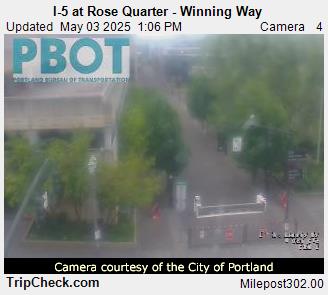 I-5 at Rose Quarter - Winning Way
Updated May 03 2025 1:06 PM Camera 4
PBOT
PORTLAND BUREAU OF TRANSPORTATION
Camera courtesy of the City of Portland
TripCheck.com Milepost302.00